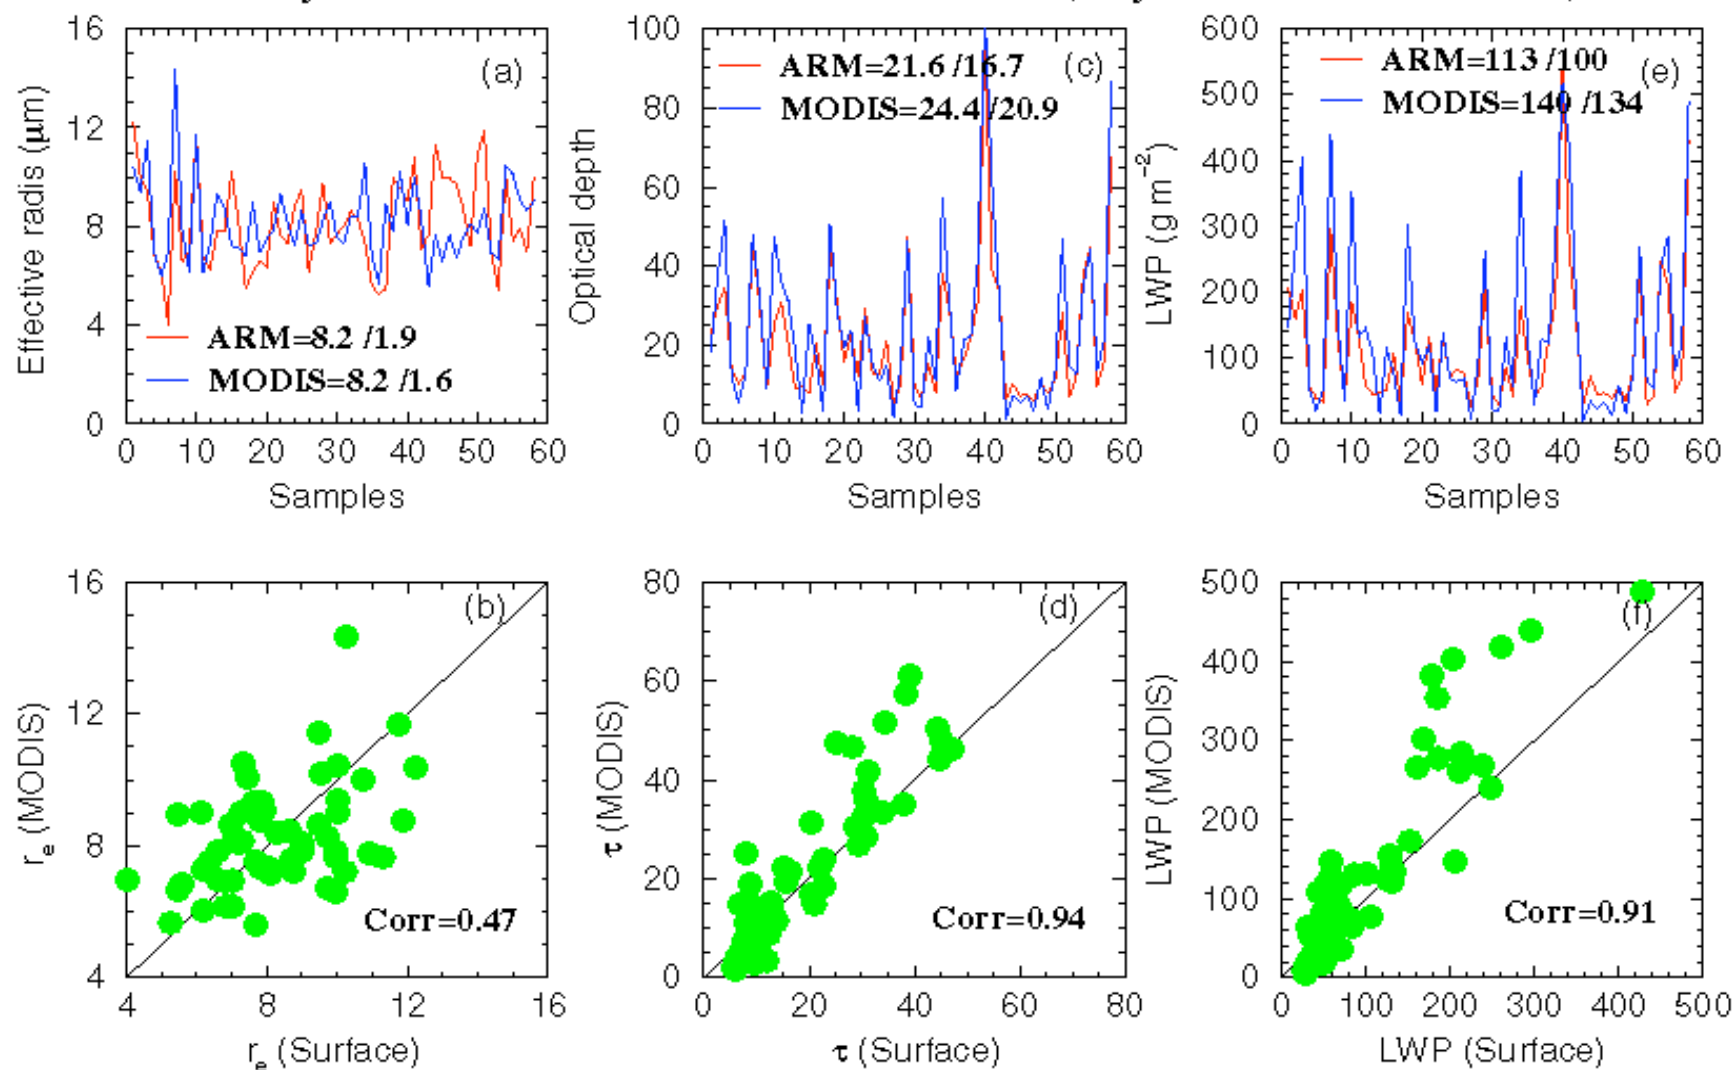 16
12
8
4
0
Effective radis (μm)
(a)
ARM=8.2 /1.9
MODIS=8.2 /1.6
0 10 20 30 40 50 60
Samples
100
80
60
40
20
0
Optical depth
ARM=21.6 /16.7
(c)
MODIS=24.4 /20.9
0 10 20 30 40 50 60
Samples
600
500
400
300
200
100
0
LWP (g m⁻²)
ARM=113 /100
(e)
MODIS=140 /134
0 10 20 30 40 50 60
Samples
16
12
8
4
rₑ (MODIS)
(b)
Corr=0.47
4 8 12 16
rₑ (Surface)
80
60
40
20
0
τ (MODIS)
(d)
Corr=0.94
0 20 40 60 80
τ (Surface)
500
400
300
200
100
0
LWP (MODIS)
(f)
Corr=0.91
0 100 200 300 400 500
LWP (Surface)